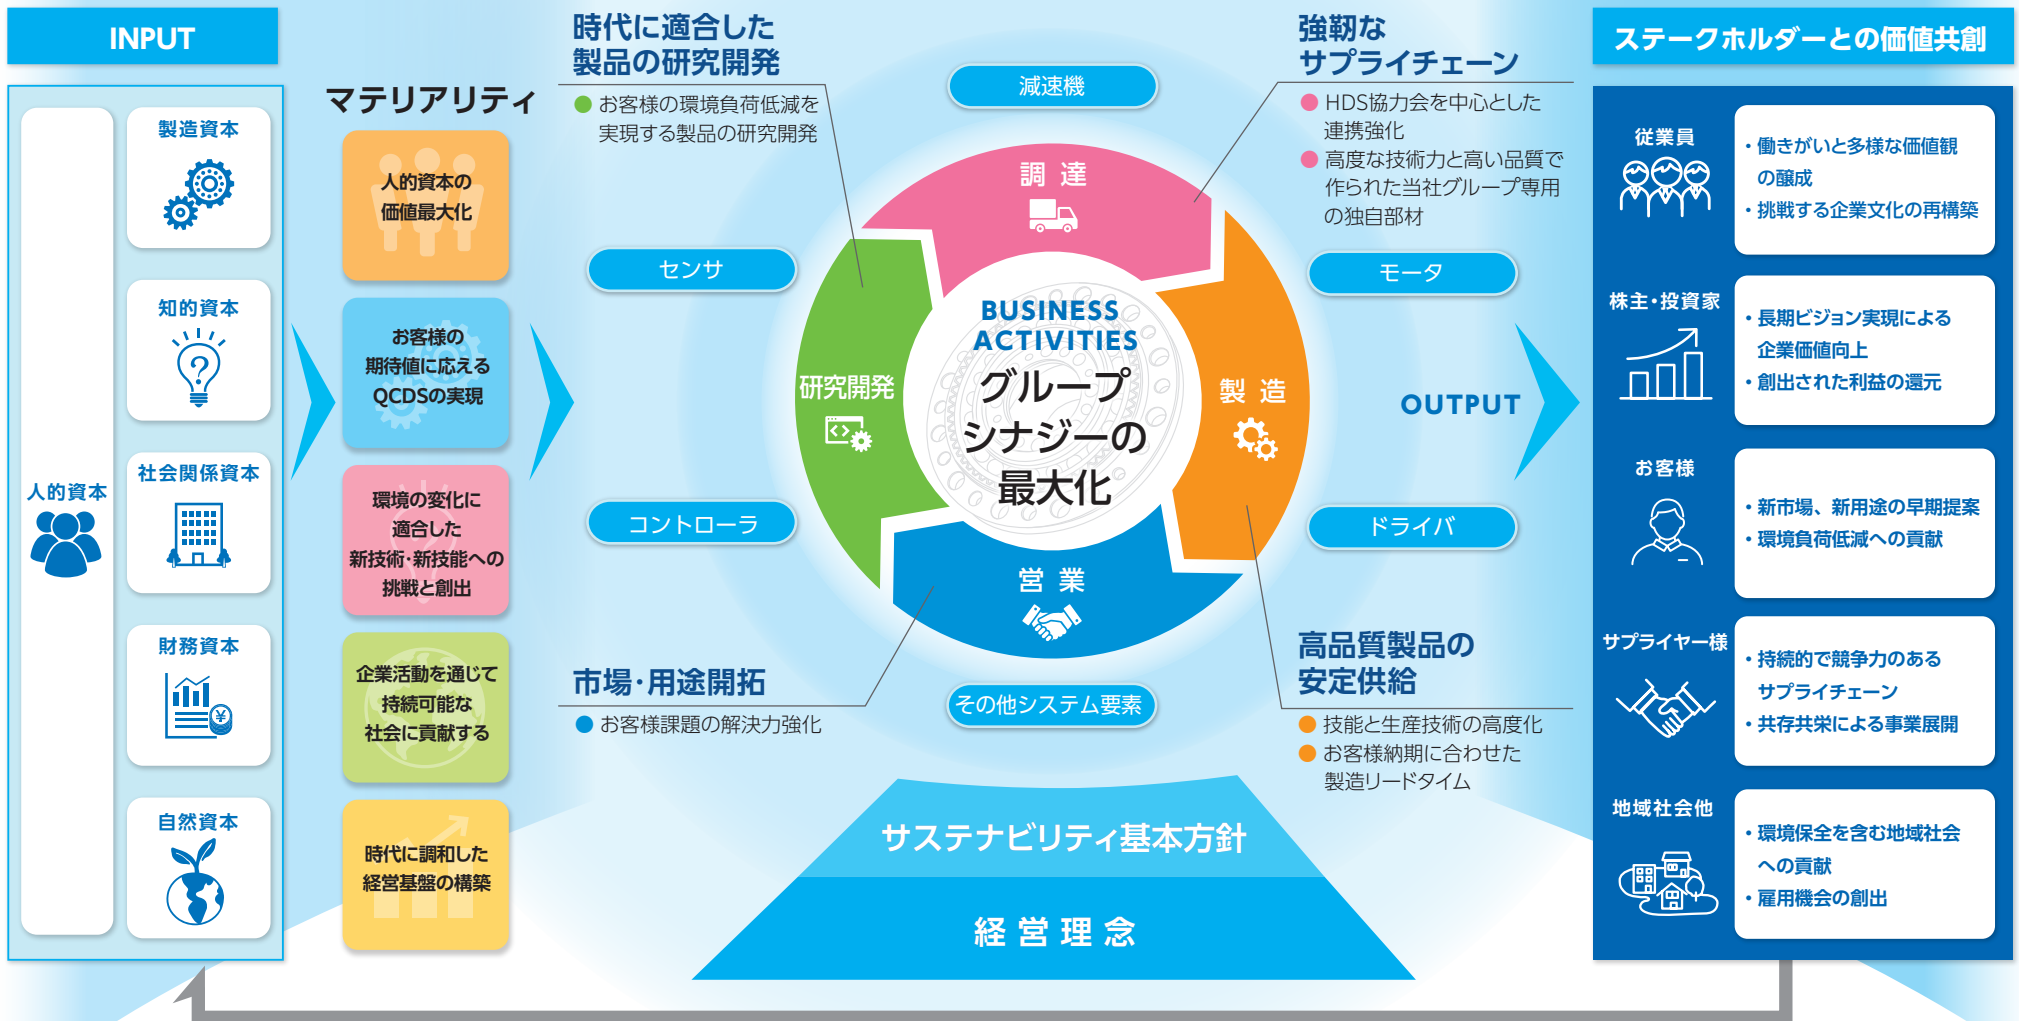 INPUT
人的資本
製造資本
知的資本
社会関係資本
財務資本
自然資本
マテリアリティ
人的資本の
価値最大化
お客様の
期待値に応える
QCDSの実現
環境の変化に
適合した
新技術・新技能への
挑戦と創出
企業活動を通じて
持続可能な
社会に貢献する
時代に調和した
経営基盤の構築
時代に適合した
製品の研究開発
● お客様の環境負荷低減を
実現する製品の研究開発
強靭な
サプライチェーン
● HDS協力会を中心とした
連携強化
● 高度な技術力と高い品質で
作られた当社グループ専用
の独自部材
減速機
センサ
モータ
コントローラ
ドライバ
その他システム要素
調達
製造
営業
研究開発
BUSINESS
ACTIVITIES
グループ
シナジーの
最大化
市場・用途開拓
● お客様課題の解決力強化
高品質製品の
安定供給
● 技能と生産技術の高度化
● お客様納期に合わせた
製造リードタイム
サステナビリティ基本方針
経営理念
OUTPUT
ステークホルダーとの価値共創
従業員
・働きがいと多様な価値観
の醸成
・挑戦する企業文化の再構築
株主・投資家
・長期ビジョン実現による
企業価値向上
・創出された利益の還元
お客様
・新市場、新用途の早期提案
・環境負荷低減への貢献
サプライヤー様
・持続的で競争力のある
サプライチェーン
・共存共栄による事業展開
地域社会他
・環境保全を含む地域社会
への貢献
・雇用機会の創出